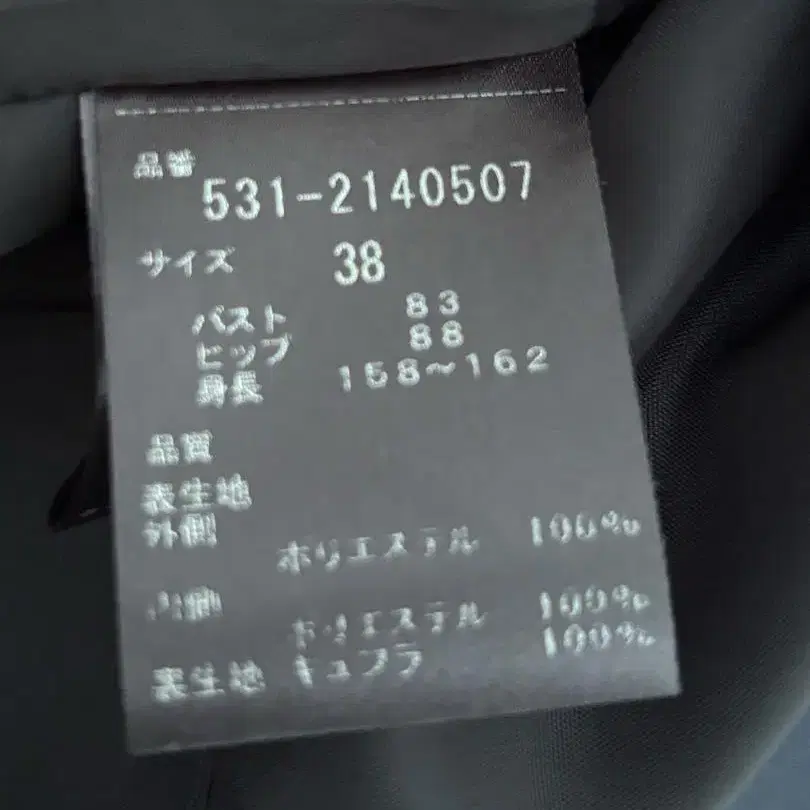 品番
531-2140507
サイズ 38
バスト 83
ヒップ 88
身長 158〜162
品質
表生地
外側
ポリエステル 100%
内側
ポリエステル 100%
表生地 キュプラ 100%